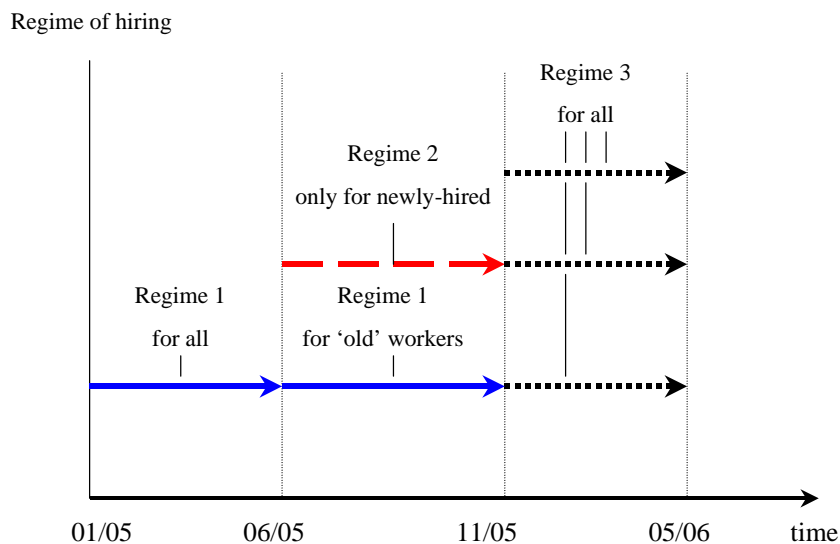 Regime of hiring
Regime 3
for all
Regime 2
only for newly-hired
Regime 1
for all
Regime 1
for ‘old’ workers
01/05
06/05
11/05
05/06
time